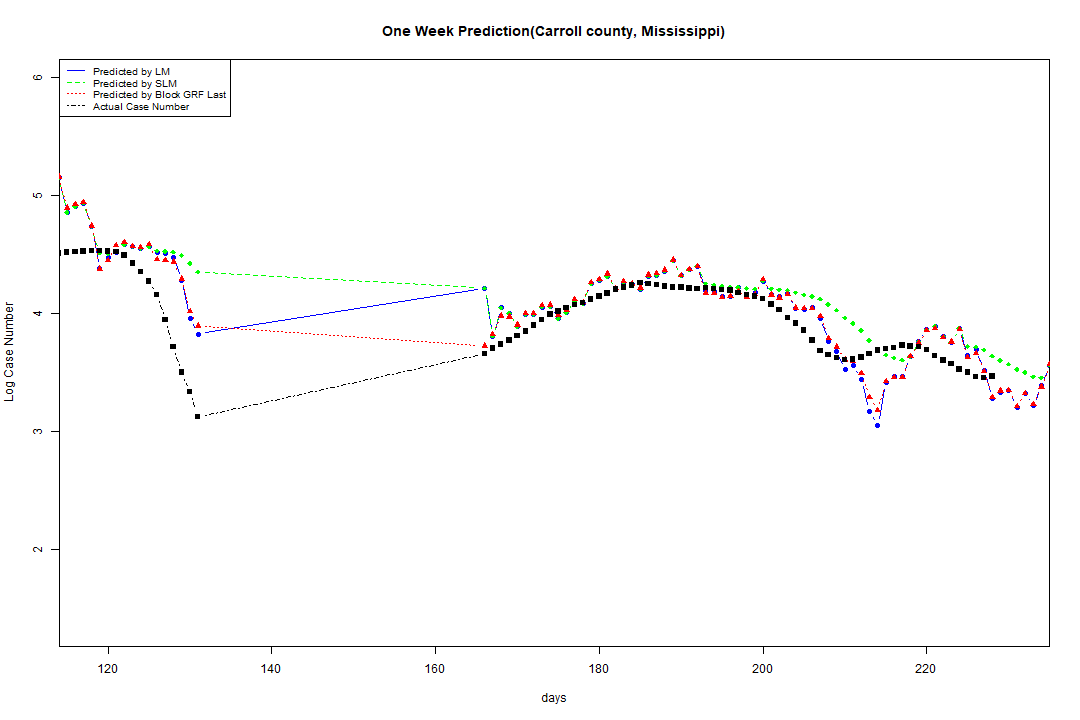 One Week Prediction(Carroll county, Mississippi)
Predicted by LM
Predicted by SLM
Predicted by Block GRF Last
Actual Case Number
6
5
4
3
2
Log Case Number
120 140 160 180 200 220
days